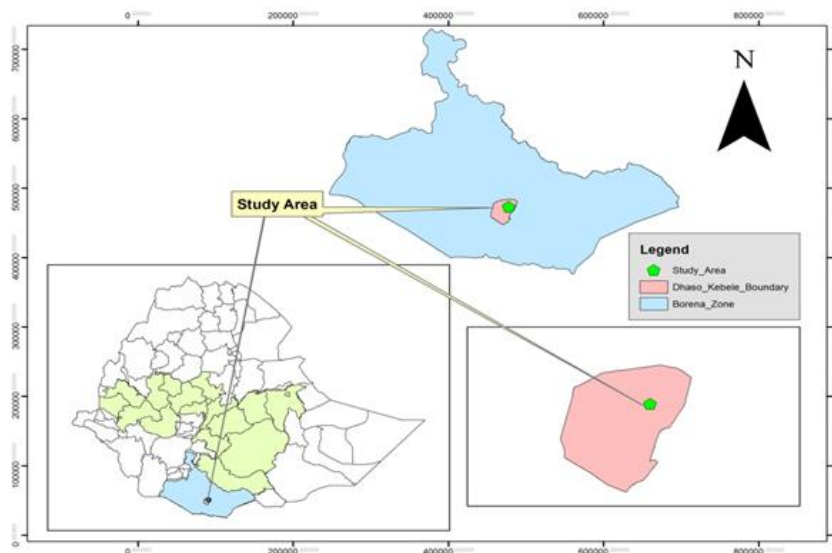 0 200000 400000 600000 800000
N
700000
600000
500000
400000
300000
200000
100000
0
Study Area
Legend
Study_Area
Dhaso_Kebele_Boundary
Borena_Zone
0 200000 400000 600000 800000